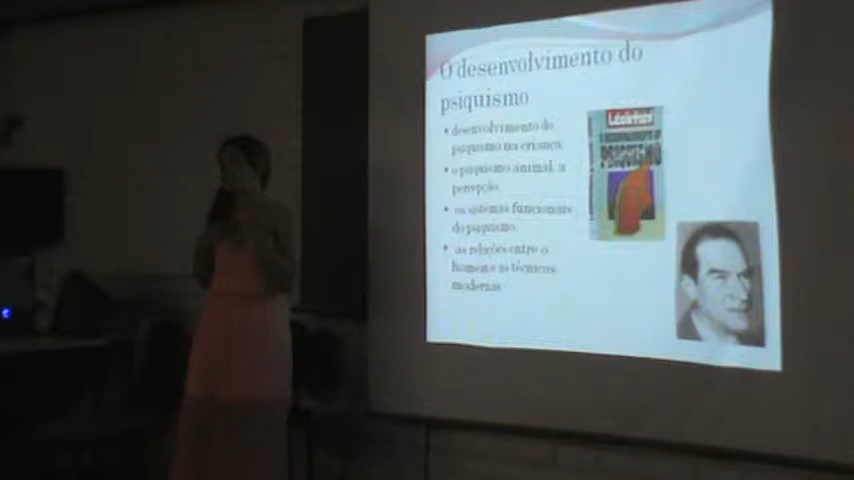 O desenvolvimento do
psiquismo
• desenvolvimento do
psiquismo na criança.
• o psiquismo animal, a
percepção.
• os sistemas funcionais
do psiquismo.
• as relações entre o
homem e as técnicas
modernas
PSIQUISMO